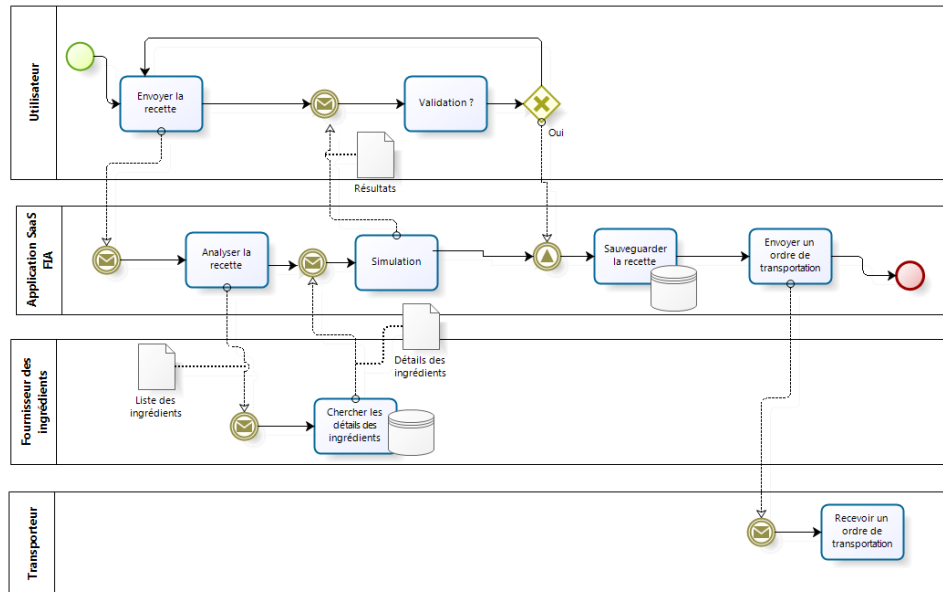 Utilisateur
Envoyer la
recette
Validation ?
Oui
Résultats
Application SaaS
FIA
Analyser la
recette
Simulation
Sauvegarder
la recette
Envoyer un
ordre de
transportation
Fournisseur des
ingrédients
Liste des
ingrédients
Détails des
ingrédients
Chercher les
détails des
ingrédients
Transporteur
Recevoir un
ordre de
transportation